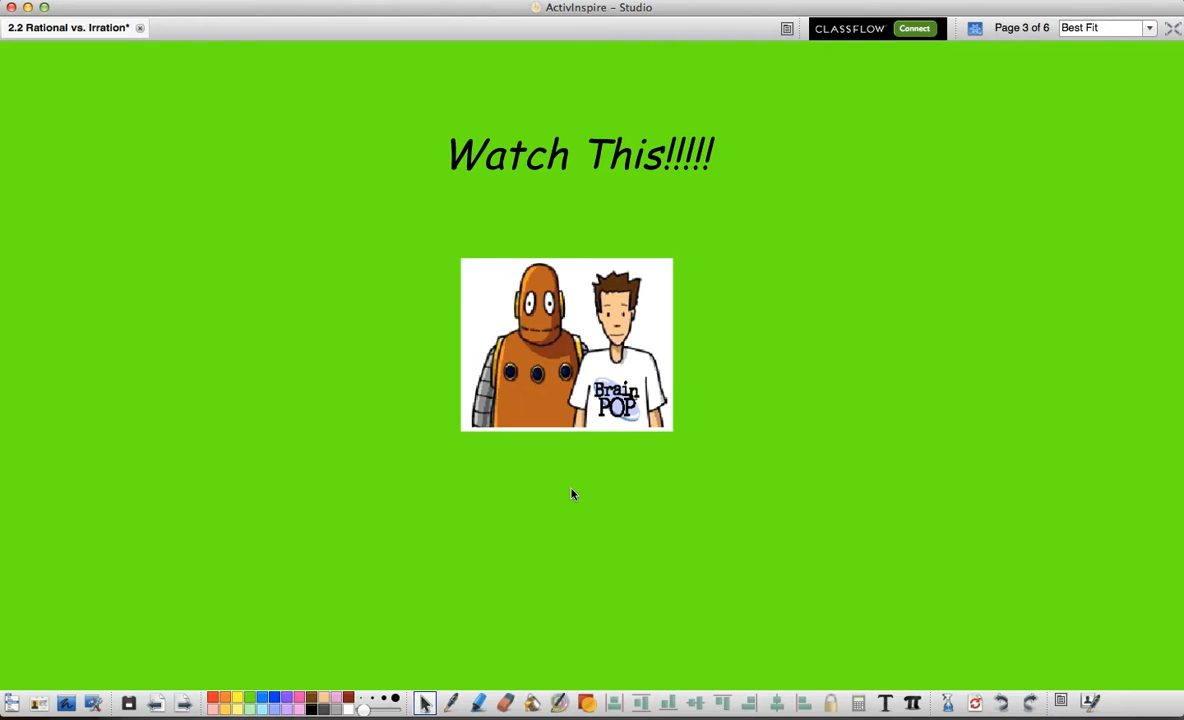 ActivInspire – Studio
2.2 Rational vs. Irration*
CLASSFLOW Connect
Page 3 of 6
Best Fit
Watch This!!!!!
Brain
POP